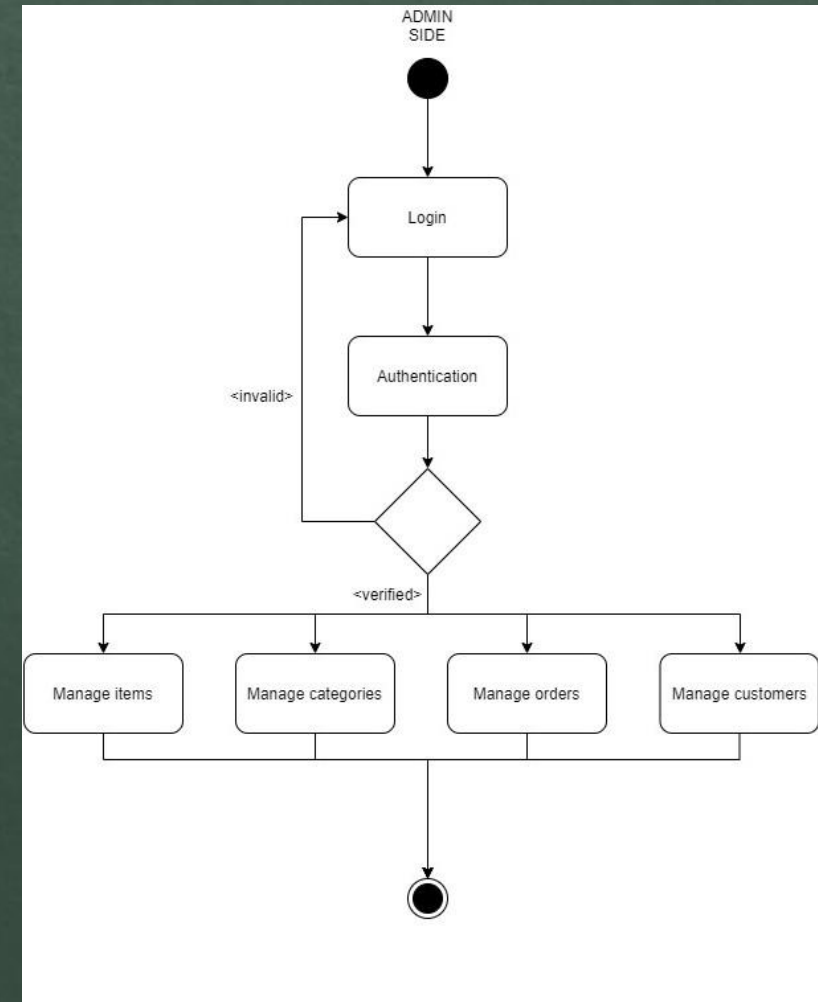 ADMIN
SIDE
Login
Authentication
<invalid>
<verified>
Manage items
Manage categories
Manage orders
Manage customers